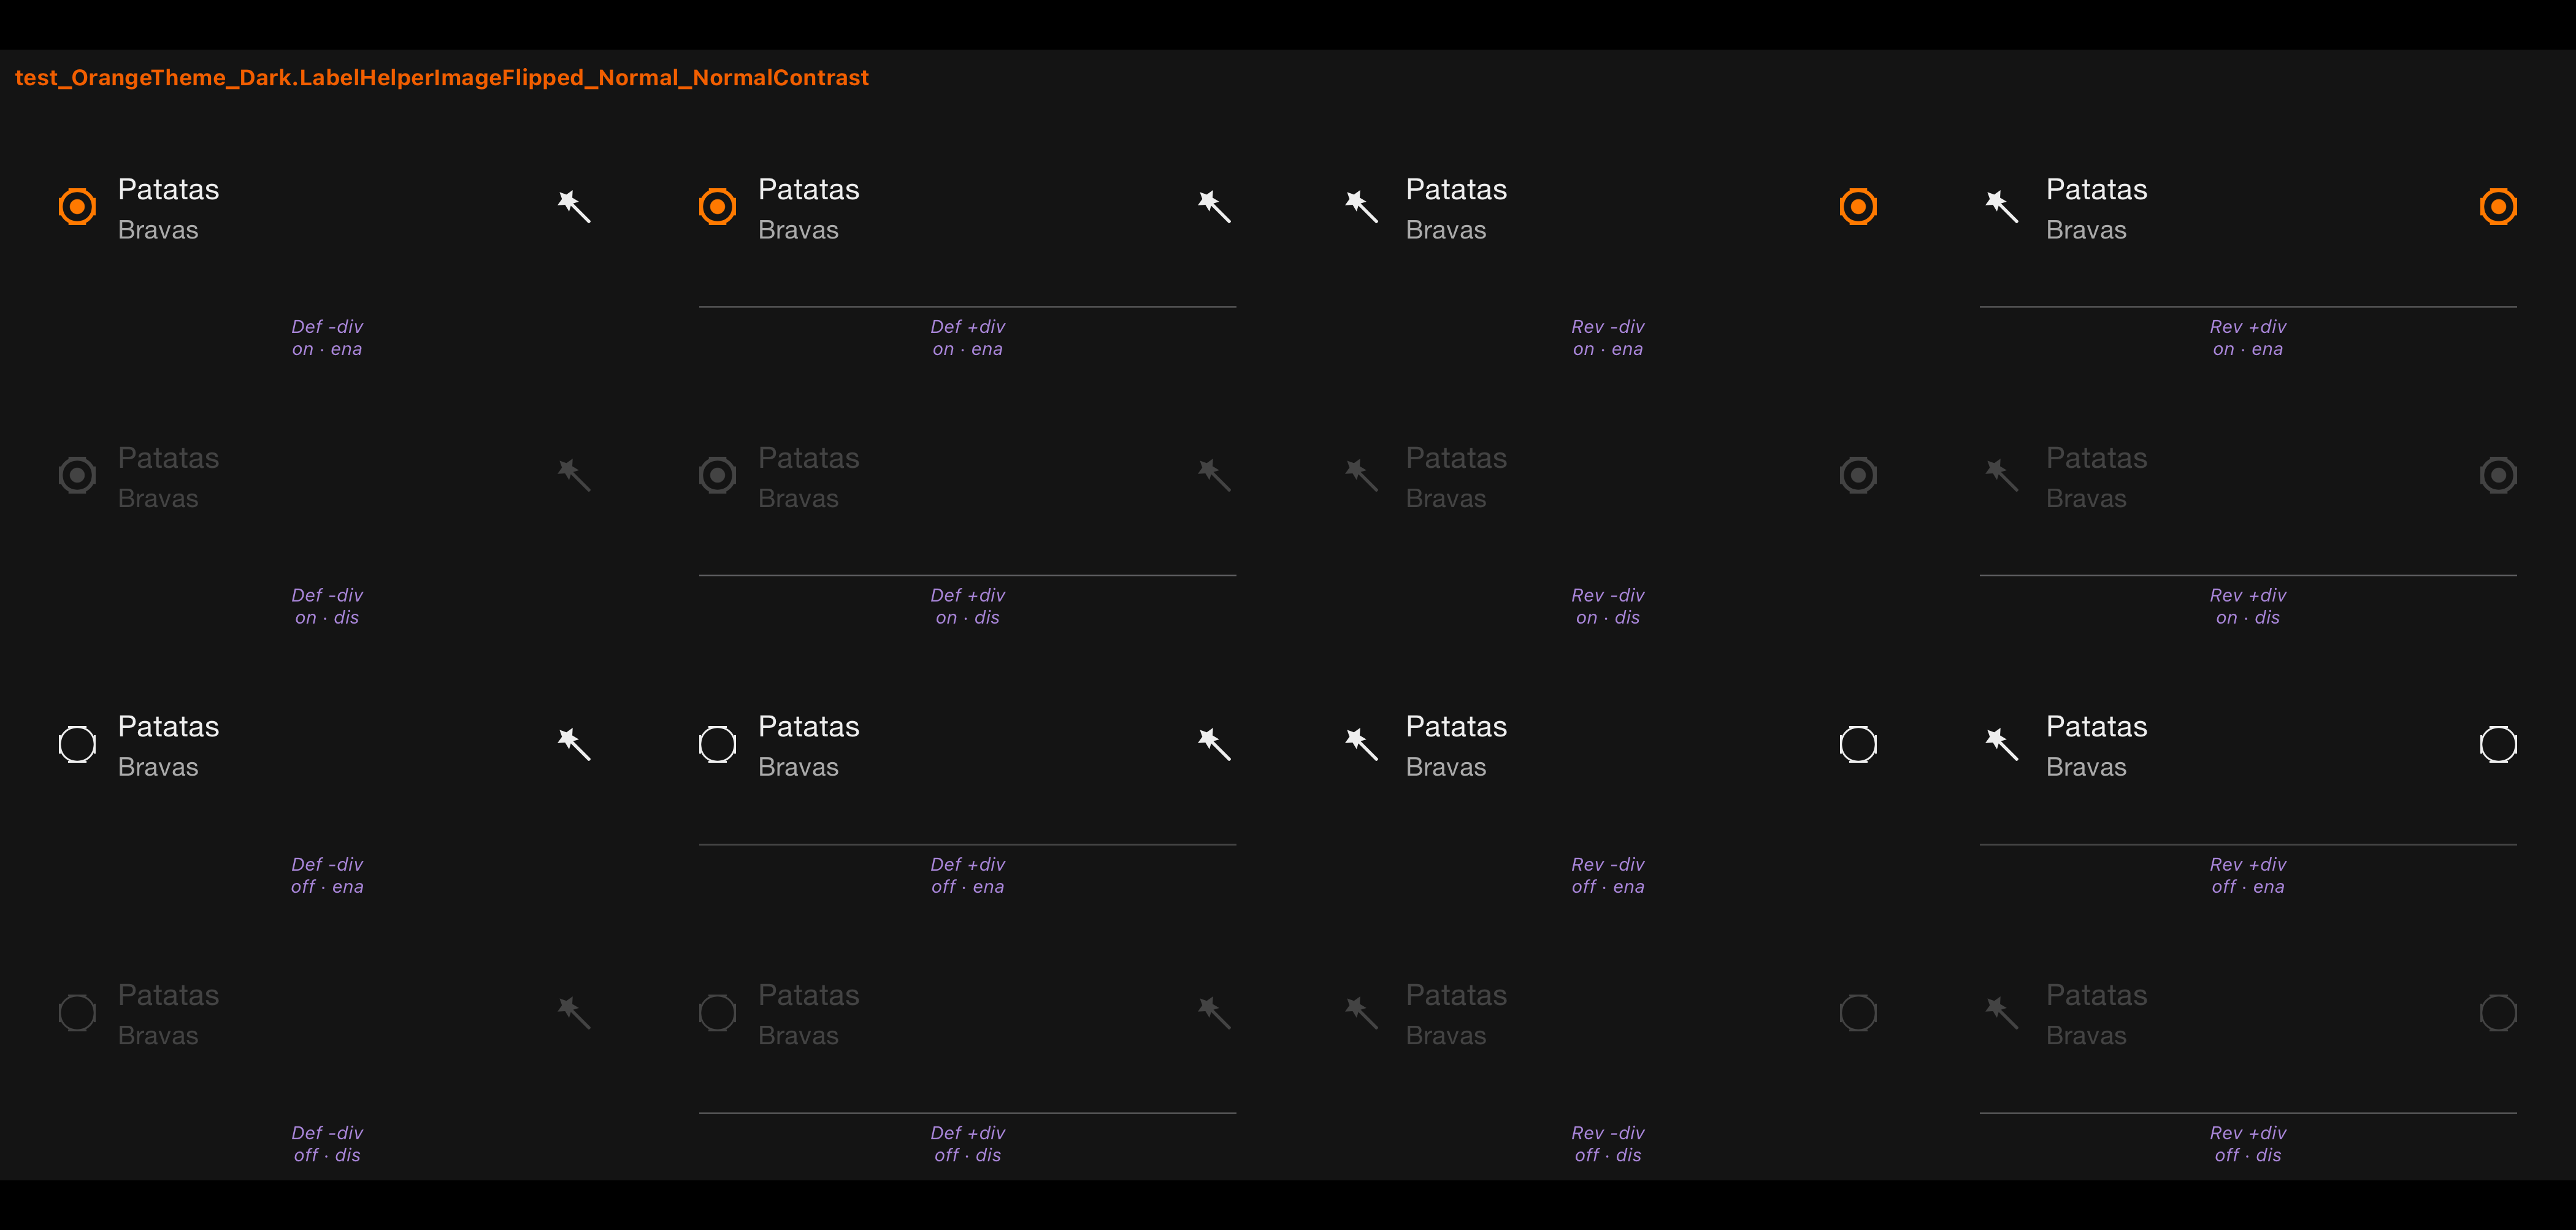 test_OrangeTheme_Dark.LabelHelperImageFlipped_Normal_NormalContrast
Patatas
Bravas
Def -div
on · ena
Patatas
Bravas
Def +div
on · ena
Patatas
Bravas
Rev -div
on · ena
Patatas
Bravas
Rev +div
on · ena
Patatas
Bravas
Def -div
on · dis
Patatas
Bravas
Def +div
on · dis
Patatas
Bravas
Rev -div
on · dis
Patatas
Bravas
Rev +div
on · dis
Patatas
Bravas
Def -div
off · ena
Patatas
Bravas
Def +div
off · ena
Patatas
Bravas
Rev -div
off · ena
Patatas
Bravas
Rev +div
off · ena
Patatas
Bravas
Def -div
off · dis
Patatas
Bravas
Def +div
off · dis
Patatas
Bravas
Rev -div
off · dis
Patatas
Bravas
Rev +div
off · dis